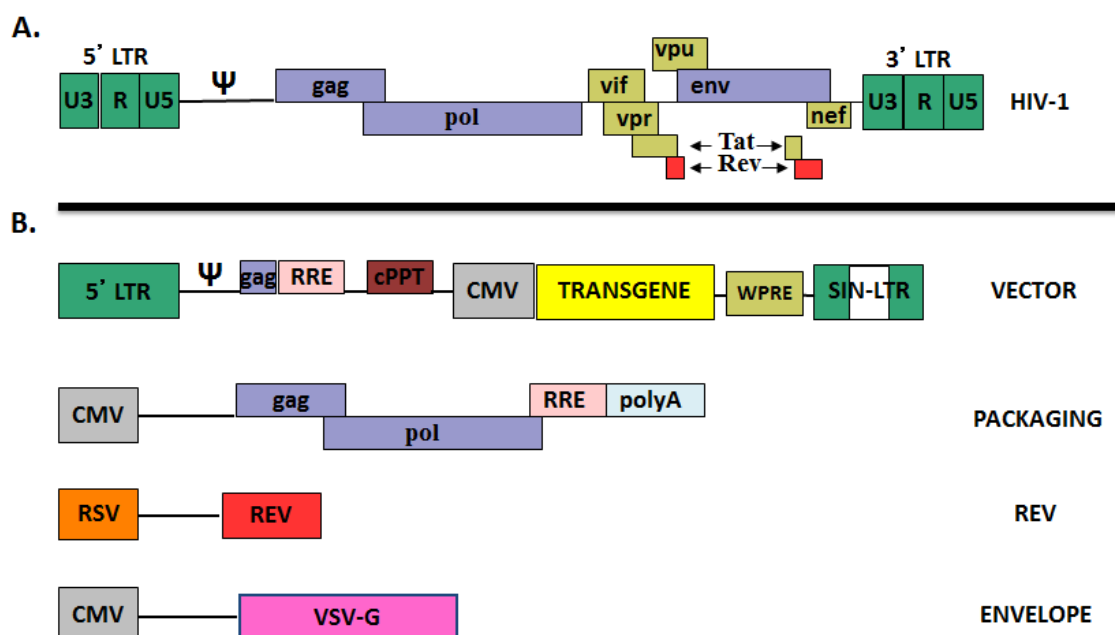 A.
5' LTR
Ψ
vpu
3' LTR
U3 R U5
gag
vif
env
U3 R U5
HIV-1
pol
vpr
nef
Tat
Rev
B.
5' LTR
Ψ
gag
RRE
cPPT
CMV
TRANSGENE
WPRE
SIN-LTR
VECTOR
CMV
gag
RRE
polyA
pol
PACKAGING
RSV
REV
REV
CMV
VSV-G
ENVELOPE